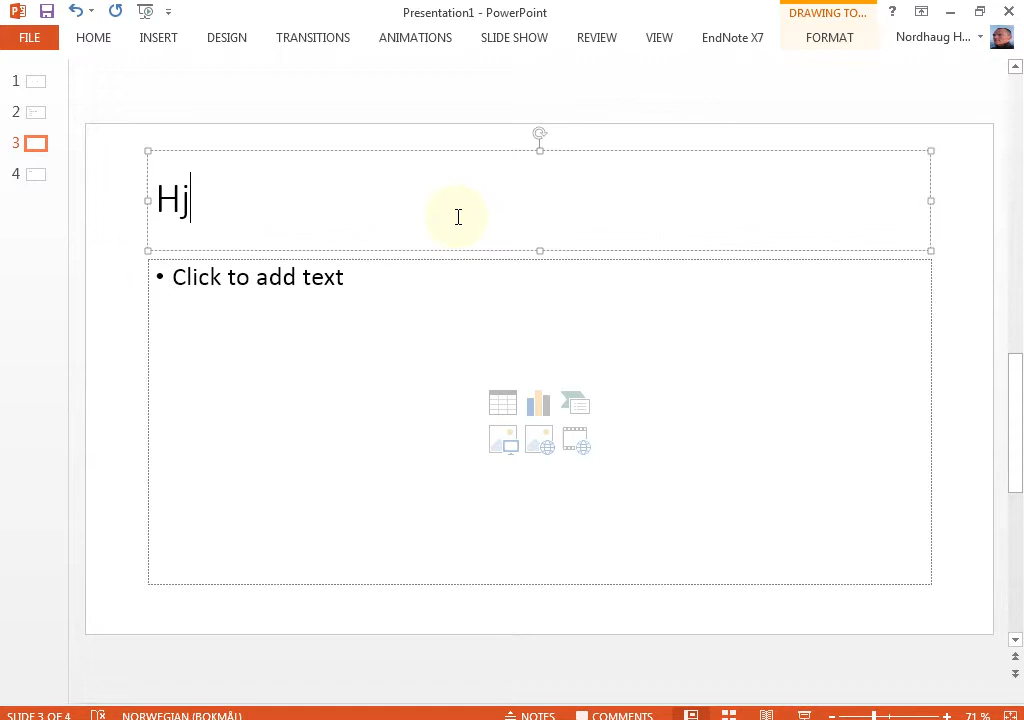 Presentation1 - PowerPoint
DRAWING TO...
?
FILE
HOME
INSERT
DESIGN
TRANSITIONS
ANIMATIONS
SLIDE SHOW
REVIEW
VIEW
EndNote X7
FORMAT
Nordhaug H...
1
2
3
4
Hj
• Click to add text
SLIDE 3 OF 4
NORWEGIAN (BOKMÅL)
NOTES
COMMENTS
71 %